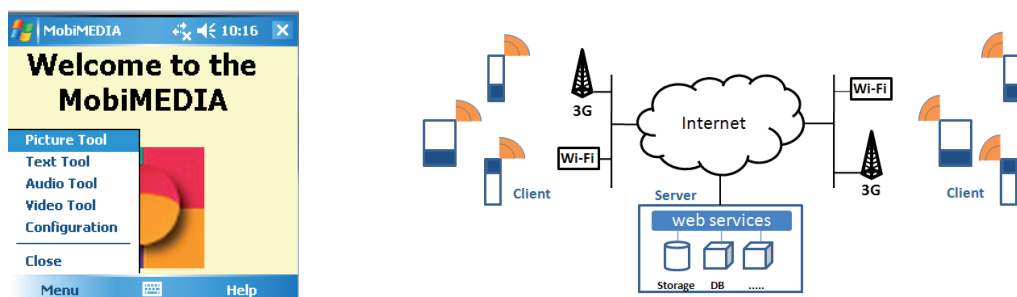 MobiMEDIA 10:16
Welcome to the
MobiMEDIA
Picture Tool
Text Tool
Audio Tool
Video Tool
Configuration
Close
Menu Help
3G
Wi-Fi
Client
Internet
Wi-Fi
3G
Client
Server
web services
Storage DB .....